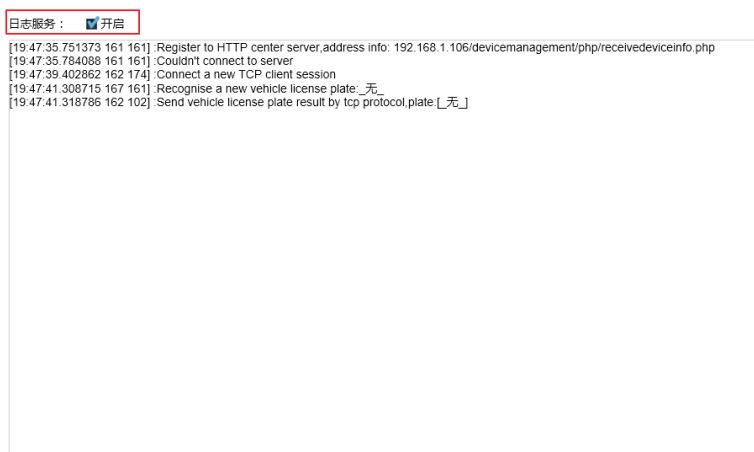 日志服务： 开启
[19:47:35.751373 161 161] :Register to HTTP center server,address info: 192.168.1.106/devicemanagement/php/receivedeviceinfo.php
[19:47:35.784088 161 161] :Couldn't connect to server
[19:47:39.402862 162 174] :Connect a new TCP client session
[19:47:41.308715 167 161] :Recognise a new vehicle license plate:_无_
[19:47:41.318786 162 102] :Send vehicle license plate result by tcp protocol,plate:[_无_]